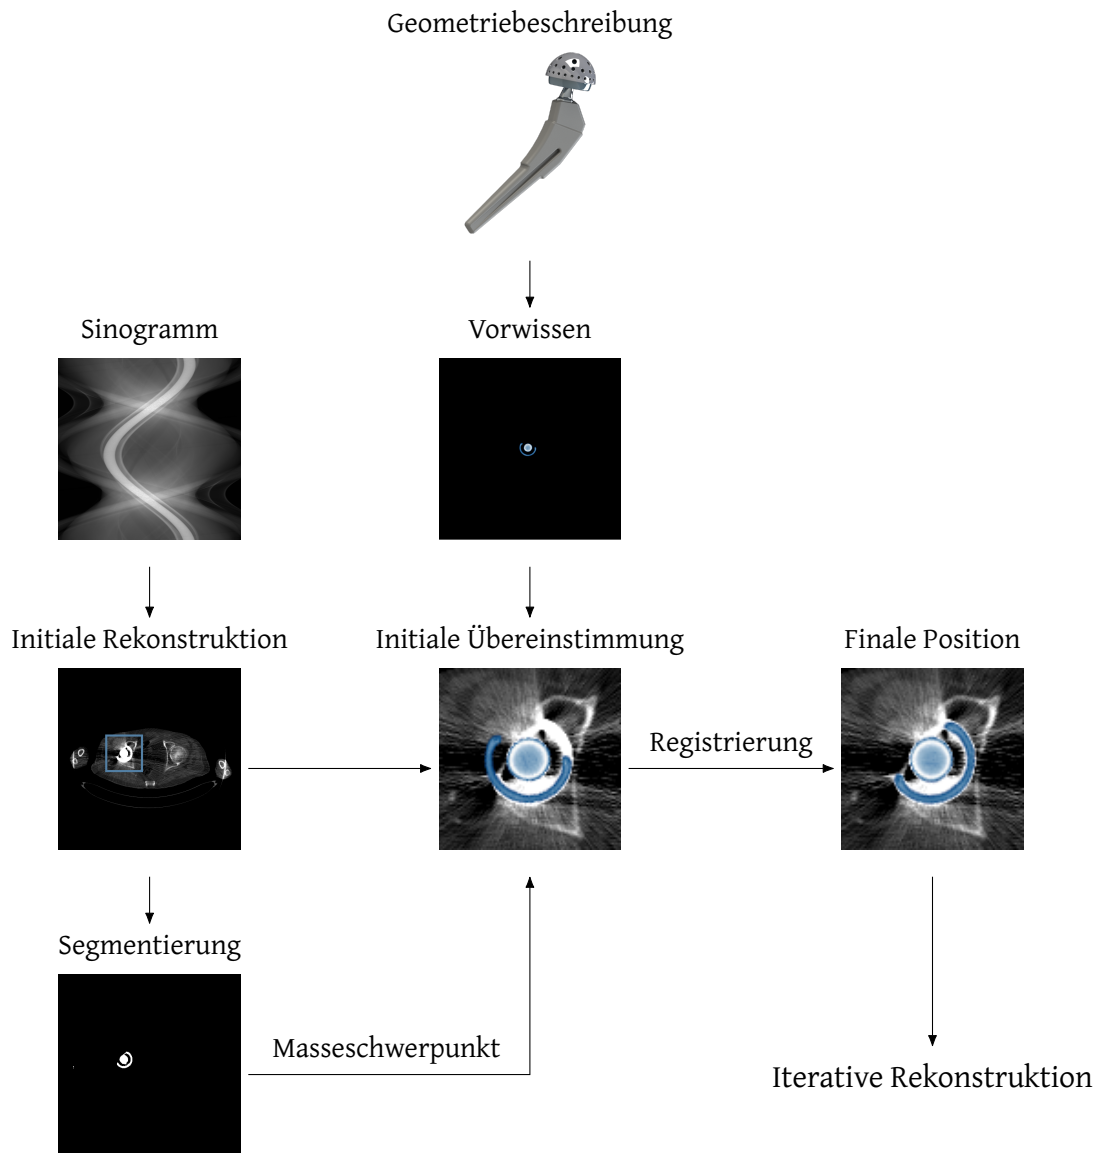 Geometriebeschreibung
Sinogramm
Vorwissen
Initiale Rekonstruktion
Initiale Übereinstimmung
Finale Position
Registrierung
Segmentierung
Masseschwerpunkt
Iterative Rekonstruktion